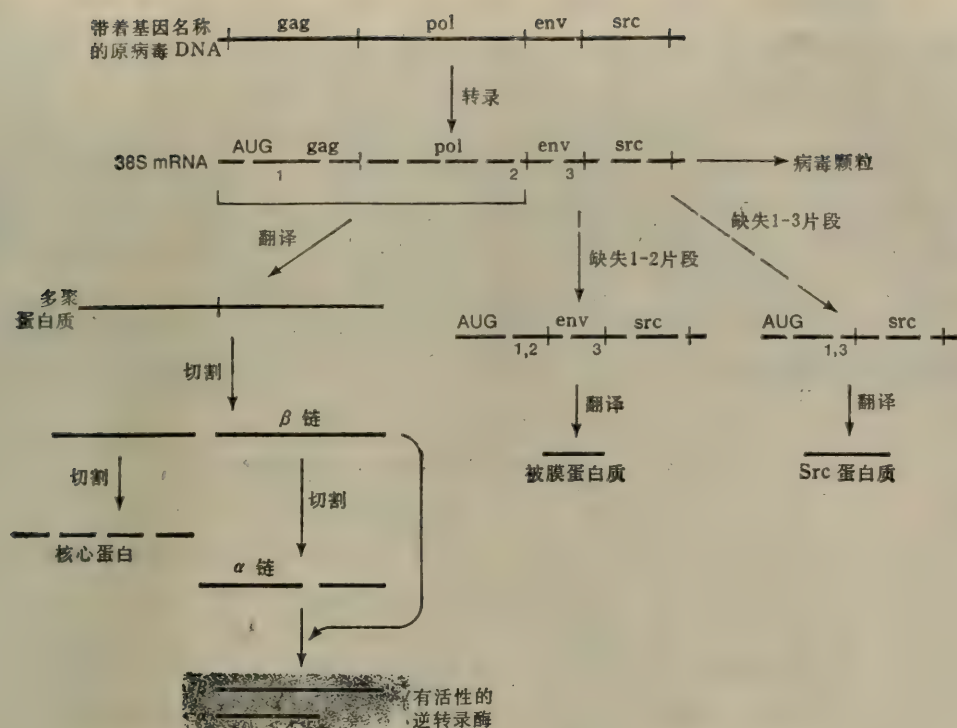 带着基因名称
的原病毒 DNA
gag pol env src
转录
38S mRNA
AUG gag pol env src
1 2 3
病毒颗粒
翻译
缺失1-2片段
缺失1-3片段
多聚
蛋白质
AUG env src
1,2 3
AUG src
1,3
切割
翻译
翻译
β 链
被膜蛋白质
Src 蛋白质
切割
切割
核心蛋白
α 链
β
α
有活性的
逆转录酶